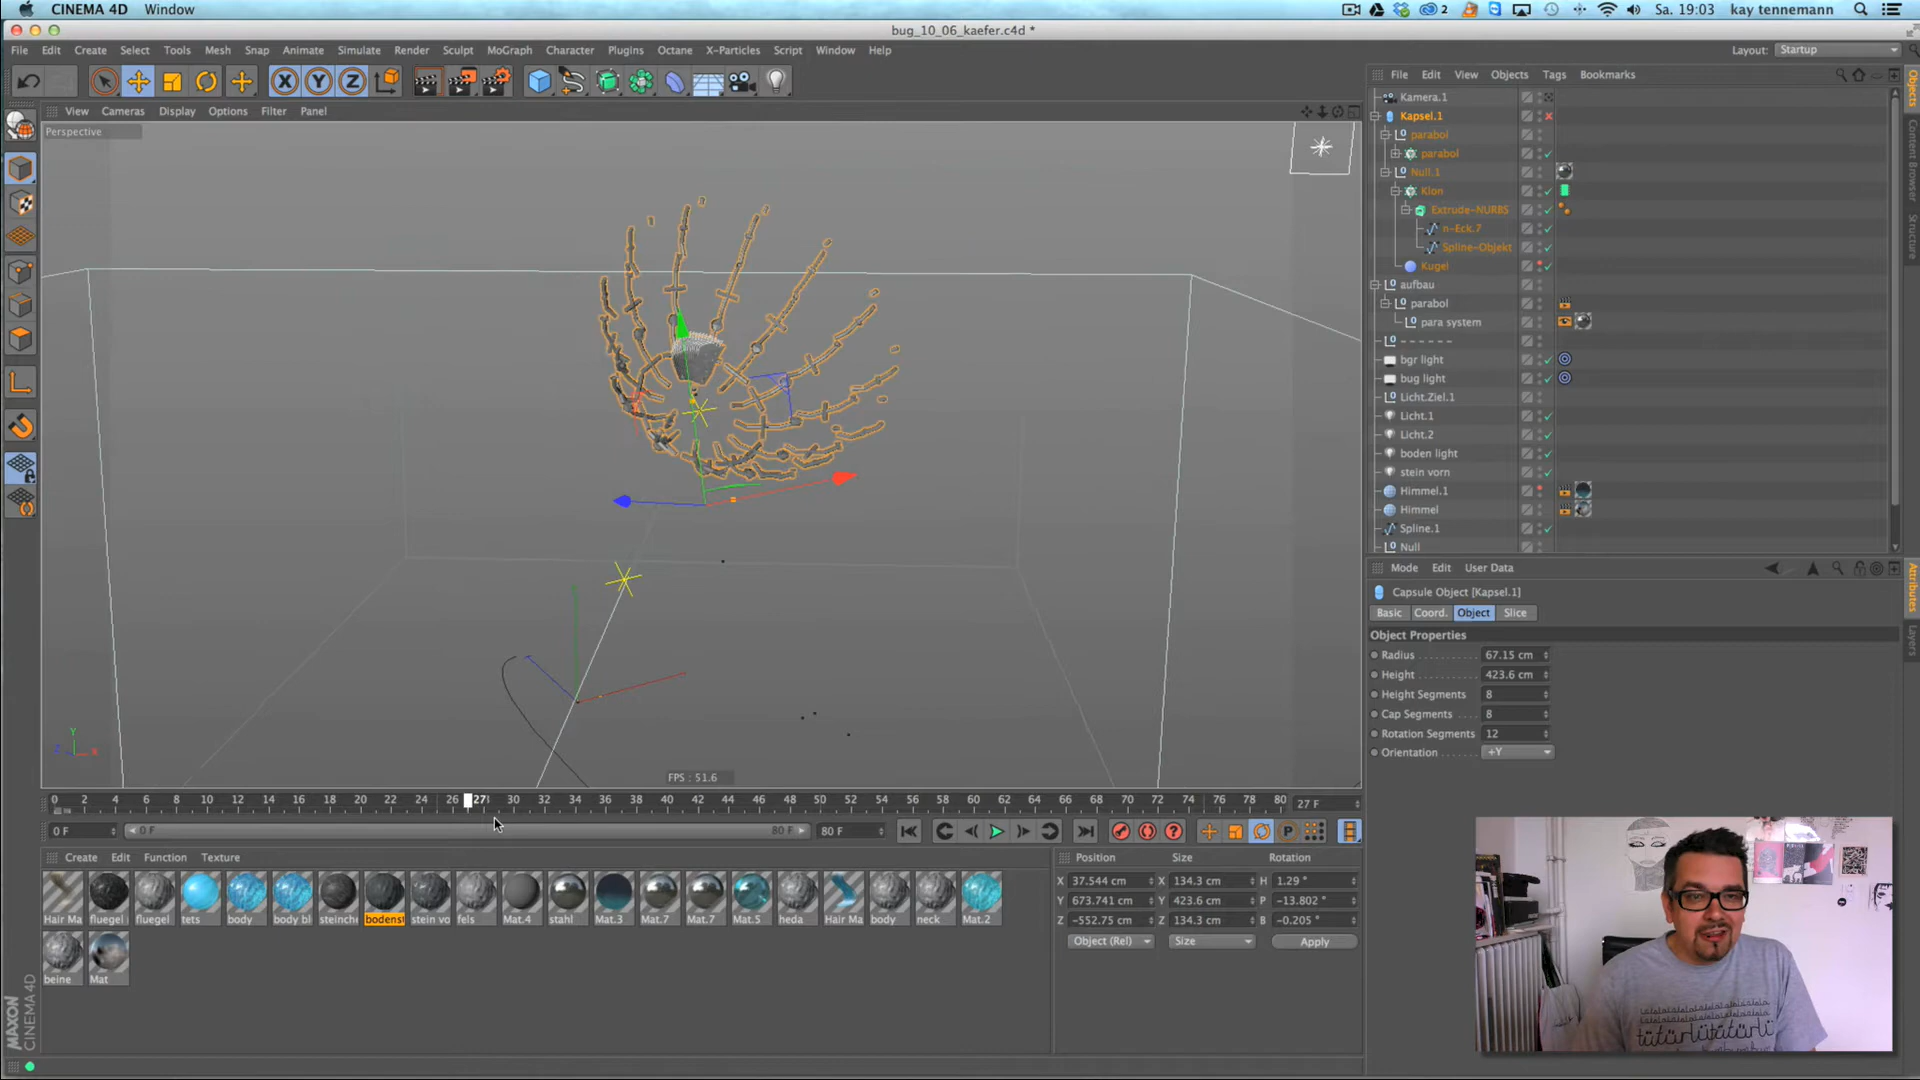 CINEMA 4D Window
2
Sa. 19:03 kay tennemann
bug_10_06_kaefer.c4d *
File Edit Create Select Tools Mesh Snap Animate Simulate Render Sculpt MoGraph Character Plugins Octane X-Particles Script Window Help
Layout: Startup
X Y Z
View Cameras Display Options Filter Panel
Perspective
FPS : 51.6
File Edit View Objects Tags Bookmarks
Kamera.1
Kapsel.1
parabol
parabol
Null.1
Klon
Extrude-NURBS
n-Eck.7
Spline-Objekt
Kugel
aufbau
parabol
para system
-------
bgr light
bug light
Licht.Ziel.1
Licht.1
Licht.2
boden light
stein vorn
Himmel.1
Himmel
Spline.1
Null
Objects
Content Browser
Structure
Mode Edit User Data
Capsule Object [Kapsel.1]
Basic Coord. Object Slice
Object Properties
Radius 67.15 cm
Height 423.6 cm
Height Segments 8
Cap Segments 8
Rotation Segments 12
Orientation +Y
Attributes
Layers
0 2 4 6 8 10 12 14 16 18 20 22 24 26 27 30 32 34 36 38 40 42 44 46 48 50 52 54 56 58 60 62 64 66 68 70 72 74 76 78 80 27 F
0 F 0 F 80 F 80 F
Create Edit Function Texture
Hair Ma fluegel fluegel tets body body bl steinche bodenst stein vo fels Mat.4 stahl Mat.3 Mat.7 Mat.7 Mat.5 heda Hair Ma body neck Mat.2
beine Mat
Position Size Rotation
X 37.544 cm X 134.3 cm H 1.29 °
Y 673.741 cm Y 423.6 cm P -13.802 °
Z -552.75 cm Z 134.3 cm B -0.205 °
Object (Rel) Size Apply
MAXON
CINEMA 4D